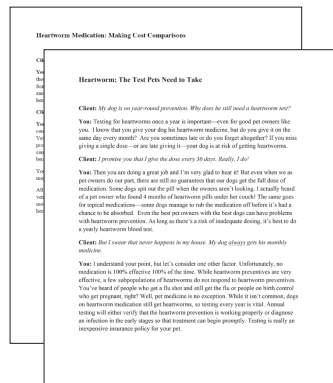 Heartworm Medication: Making Cost Comparisons
Heartworm: The Test Pets Need to Take
Client: My dog is on year-round prevention. Why does he still need a heartworm test?
You: Testing for heartworms once a year is important—even for good pet owners like
you. I know that you give your dog his heartworm medicine, but do you give it on the
same day every month? Are you sometimes late or do you forget altogether? If you miss
giving a single dose—or are late giving it—your dog is at risk of getting heartworms.
Client: I promise you that I give the dose every 30 days. Really, I do!
You: Then you are doing a great job and I'm very glad to hear it! But even when we as
pet owners do our part, there are still no guarantees that our dogs get the full dose of
medication. Some dogs spit out the pill when the owners aren't looking. I actually heard
of a pet owner who found 4 months of heartworm pills under her couch! The same goes
for topical medications—some dogs manage to rub the medication off before it's had a
chance to be absorbed. Even the best pet owners with the best dogs can have problems
with heartworm prevention. As long as there's a risk of inadequate dosing, it's best to do
a yearly heartworm blood test.
Client: But I swear that never happens in my house. My dog always gets his monthly
medicine.
You: I understand your point, but let's consider one other factor. Unfortunately, no
medication is 100% effective 100% of the time. While heartworm preventives are very
effective, a few subpopulations of heartworms do not respond to heartworm preventives.
You've heard of people who get a flu shot and still get the flu or people on birth control
who get pregnant, right? Well, pet medicine is no exception. While it isn't common, dogs
on heartworm medication still get heartworms, so testing every year is vital. Annual
testing will either verify that the heartworm prevention is working properly or diagnose
an infection in the early stages so that treatment can begin promptly. Testing is really an
inexpensive insurance policy for your pet.